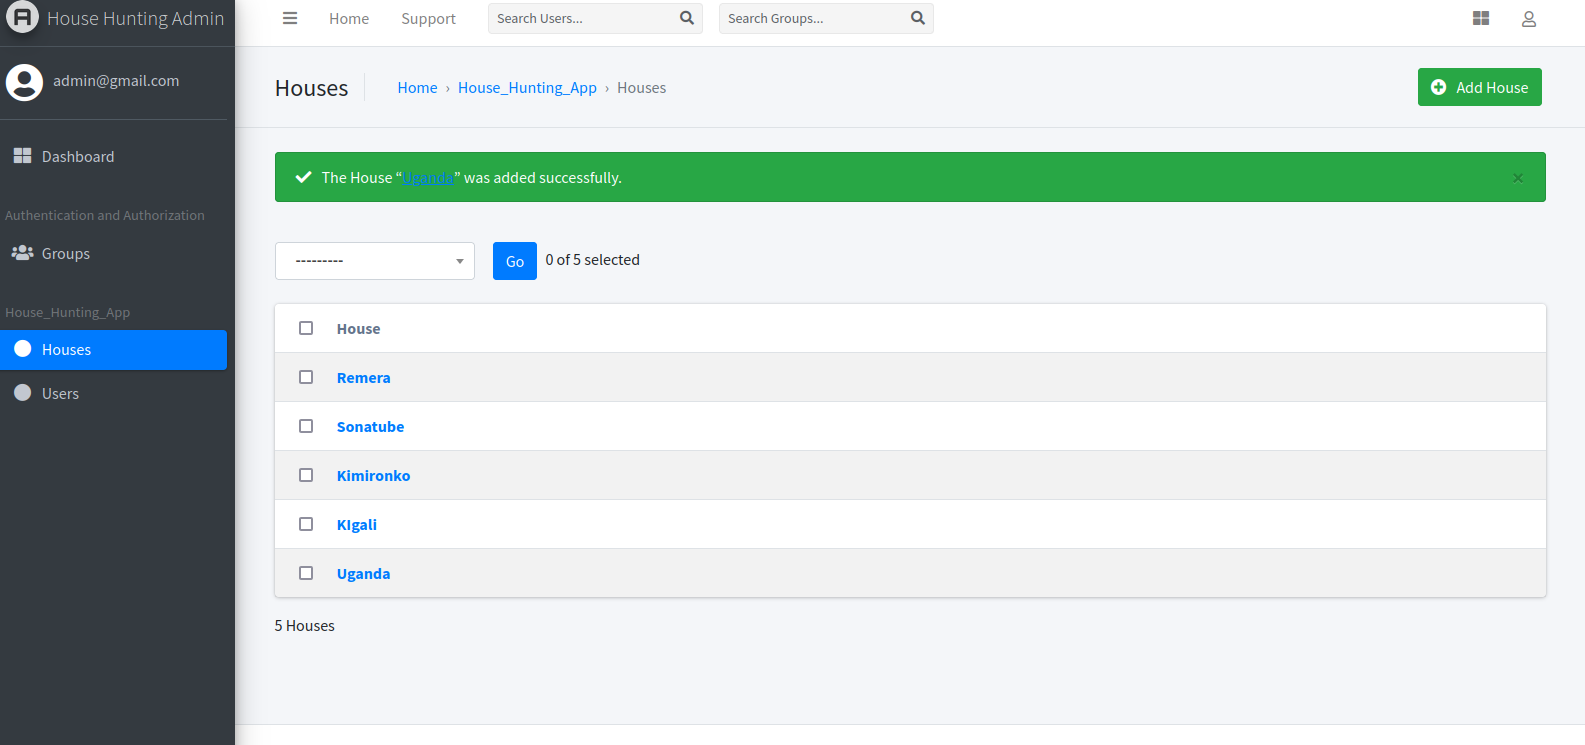 House Hunting Admin
Home Support Search Users... Search Groups...
admin@gmail.com
Dashboard
Authentication and Authorization
Groups
House_Hunting_App
Houses
Users
Houses Home › House_Hunting_App › Houses Add House
The House “Uganda” was added successfully. ×
--------- Go 0 of 5 selected
House
Remera
Sonatube
Kimironko
KIgali
Uganda
5 Houses